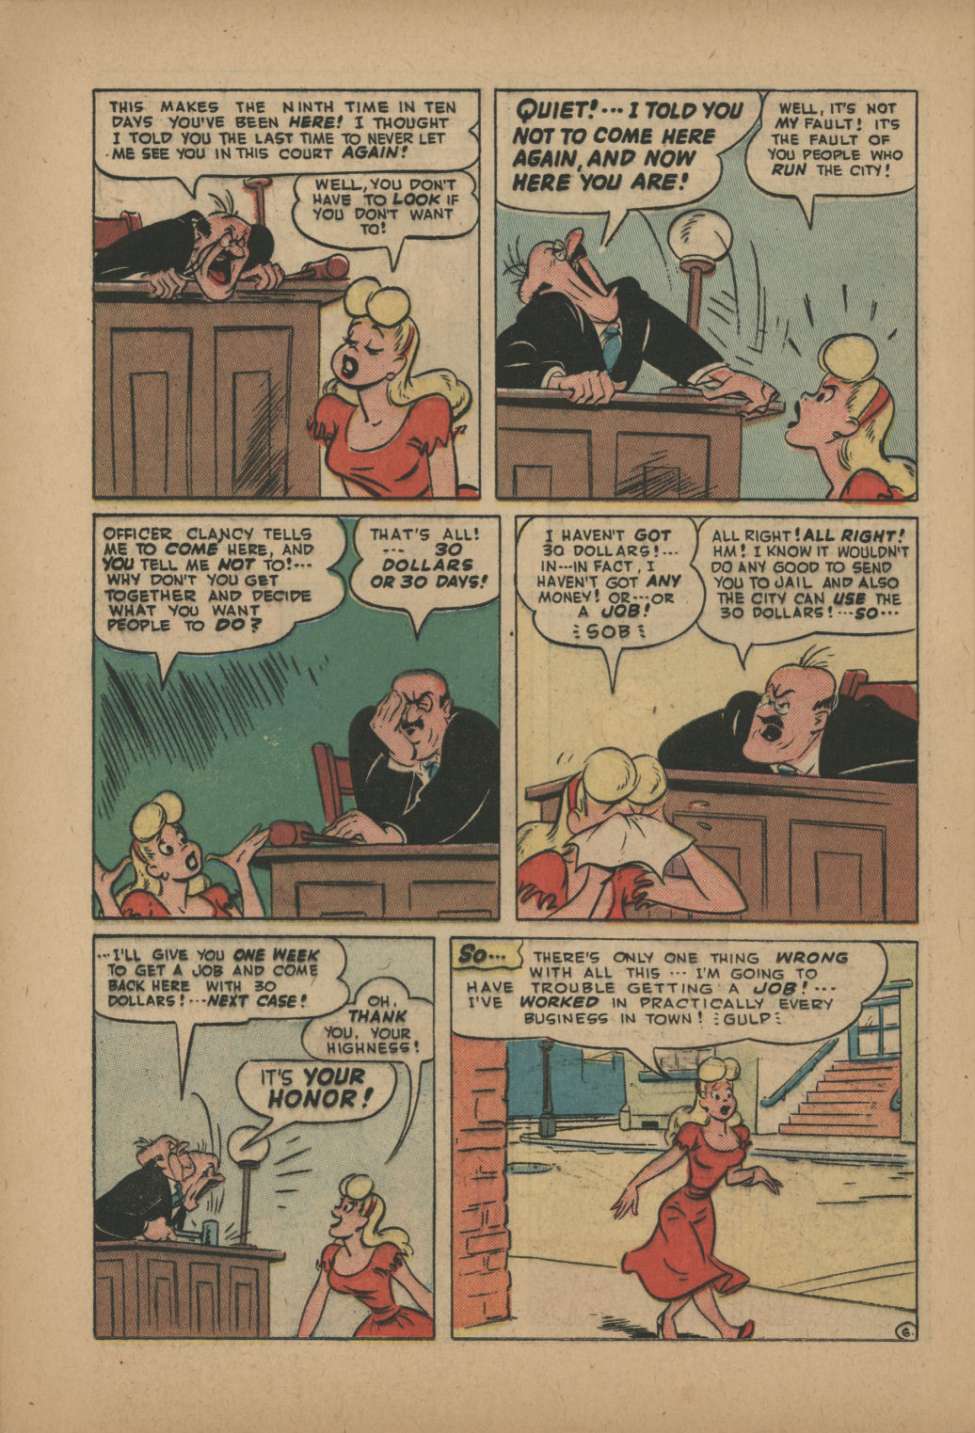 THIS MAKES THE NINTH TIME IN TEN
DAYS YOU'VE BEEN HERE! I THOUGHT
I TOLD YOU THE LAST TIME TO NEVER LET
ME SEE YOU IN THIS COURT AGAIN!
WELL, YOU DON'T
HAVE TO LOOK IF
YOU DON'T WANT
TO!
QUIET!--- I TOLD YOU
NOT TO COME HERE
AGAIN, AND NOW
HERE YOU ARE!
WELL, IT'S NOT
MY FAULT! IT'S
THE FAULT OF
YOU PEOPLE WHO
RUN THE CITY!
OFFICER CLANCY TELLS
ME TO COME HERE, AND
YOU TELL ME NOT TO!---
WHY DON'T YOU GET
TOGETHER AND DECIDE
WHAT YOU WANT
PEOPLE TO DO?
THAT'S ALL!
--- 30
DOLLARS
OR 30 DAYS!
I HAVEN'T GOT
30 DOLLARS!---
IN---IN FACT, I
HAVEN'T GOT ANY
MONEY! OR---OR
A JOB!
SOB
ALL RIGHT! ALL RIGHT!
HM! I KNOW IT WOULDN'T
DO ANY GOOD TO SEND
YOU TO JAIL AND ALSO
THE CITY CAN USE THE
30 DOLLARS!---SO---
---I'LL GIVE YOU ONE WEEK
TO GET A JOB AND COME
BACK HERE WITH 30
DOLLARS!---NEXT CASE!
OH,
THANK
YOU, YOUR
HIGHNESS!
IT'S YOUR
HONOR!
SO---
THERE'S ONLY ONE THING WRONG
WITH ALL THIS --- I'M GOING TO
HAVE TROUBLE GETTING A JOB!---
I'VE WORKED IN PRACTICALLY EVERY
BUSINESS IN TOWN! GULP
6